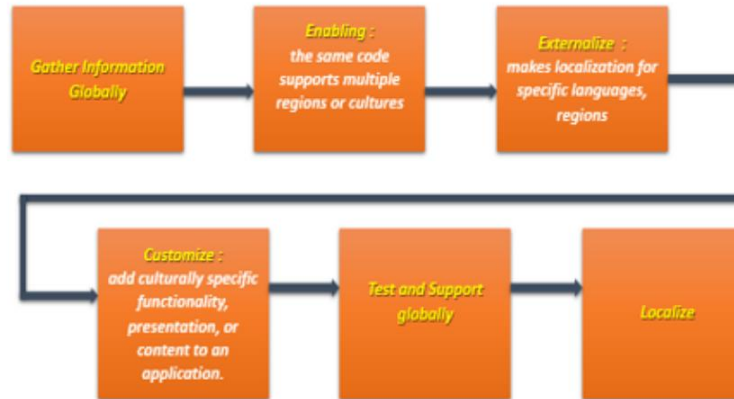 Gather Information
Globally
Enabling :
the same code
supports multiple
regions or cultures
Externalize :
makes localization for
specific languages,
regions
Customize :
add culturally specific
functionality,
presentation, or
content to an
application.
Test and Support
globally
Localize